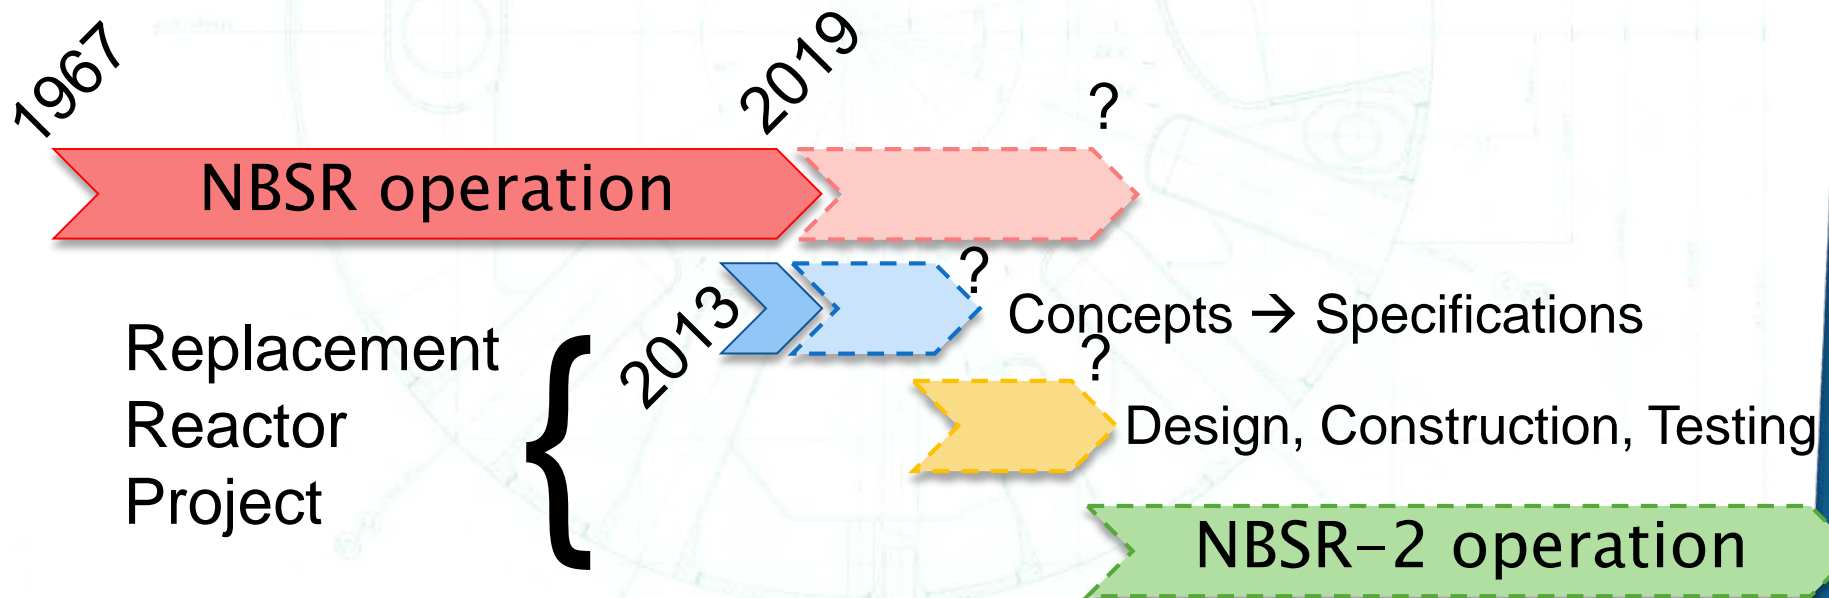 1967
2019
?
NBSR operation
?
2013
Concepts → Specifications
Replacement
Reactor
Project
{
?
Design, Construction, Testing
NBSR-2 operation